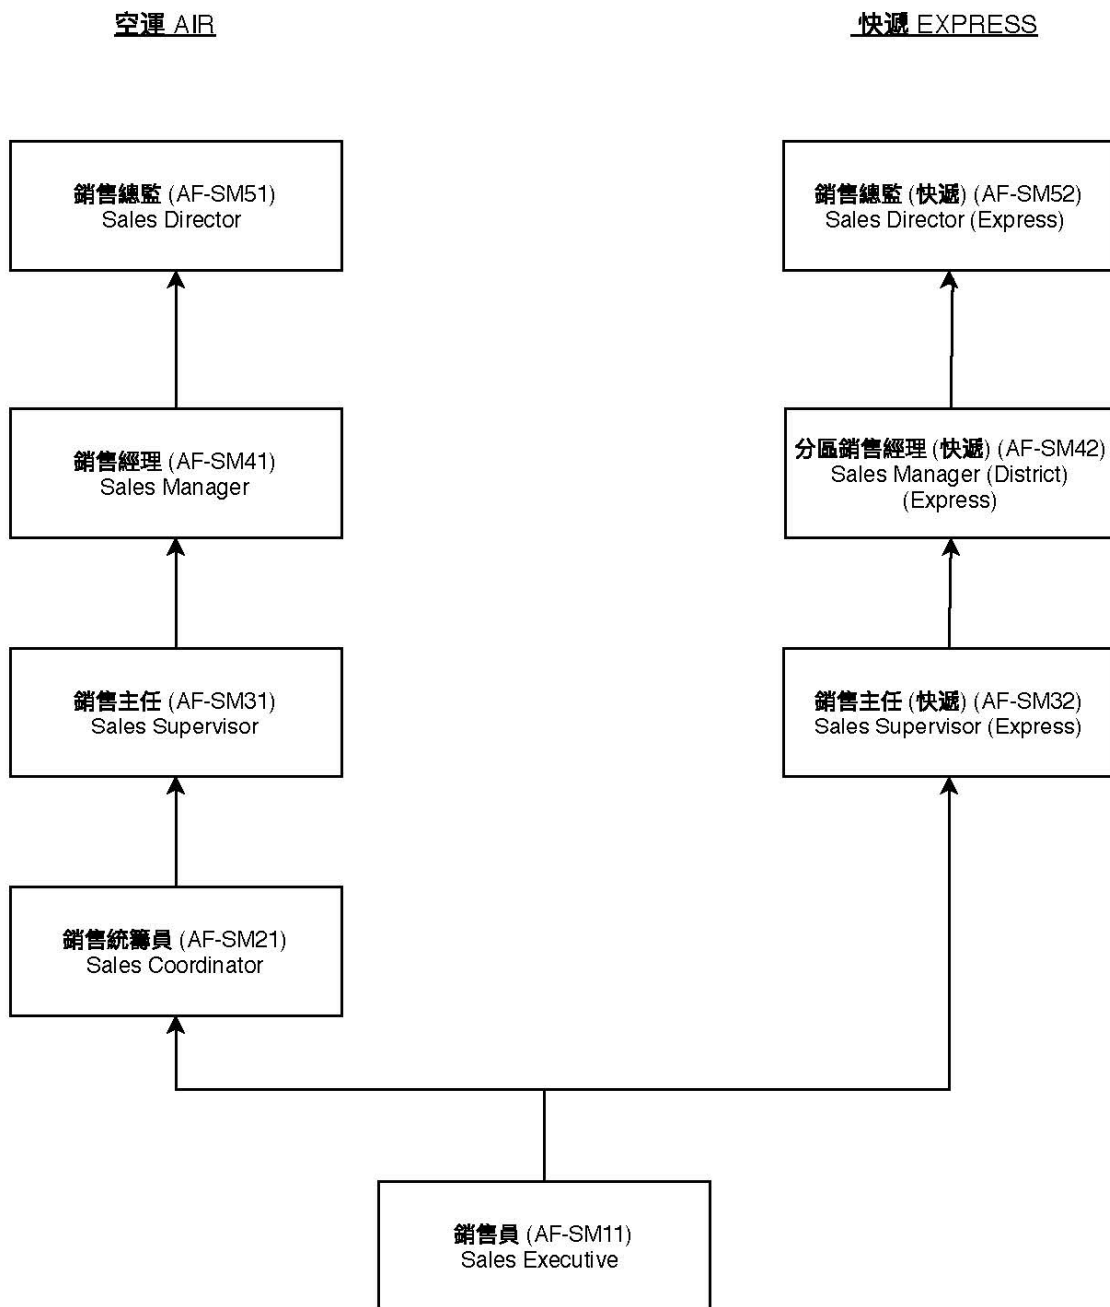 空運 AIR
快遞 EXPRESS
銷售總監 (AF-SM51)
Sales Director
銷售總監 (快遞) (AF-SM52)
Sales Director (Express)
銷售經理 (AF-SM41)
Sales Manager
分區銷售經理 (快遞) (AF-SM42)
Sales Manager (District)
(Express)
銷售主任 (AF-SM31)
Sales Supervisor
銷售主任 (快遞) (AF-SM32)
Sales Supervisor (Express)
銷售統籌員 (AF-SM21)
Sales Coordinator
銷售員 (AF-SM11)
Sales Executive